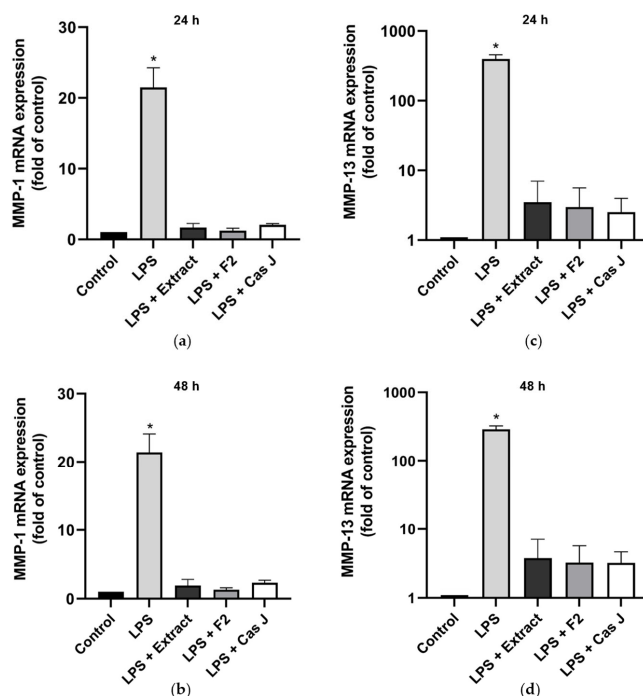 24 h
MMP-1 mRNA expression
(fold of control)
30
20
10
0
*
Control
LPS
LPS + Extract
LPS + F2
LPS + Cas J
(a)
24 h
MMP-13 mRNA expression
(fold of control)
1000
100
10
1
*
Control
LPS
LPS + Extract
LPS + F2
LPS + Cas J
(c)
48 h
MMP-1 mRNA expression
(fold of control)
30
20
10
0
*
Control
LPS
LPS + Extract
LPS + F2
LPS + Cas J
(b)
48 h
MMP-13 mRNA expression
(fold of control)
1000
100
10
1
*
Control
LPS
LPS + Extract
LPS + F2
LPS + Cas J
(d)